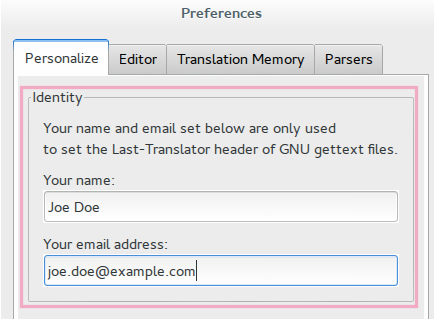 Preferences
Personalize Editor Translation Memory Parsers
Identity
Your name and email set below are only used
to set the Last-Translator header of GNU gettext files.
Your name:
Joe Doe
Your email address:
joe.doe@example.com